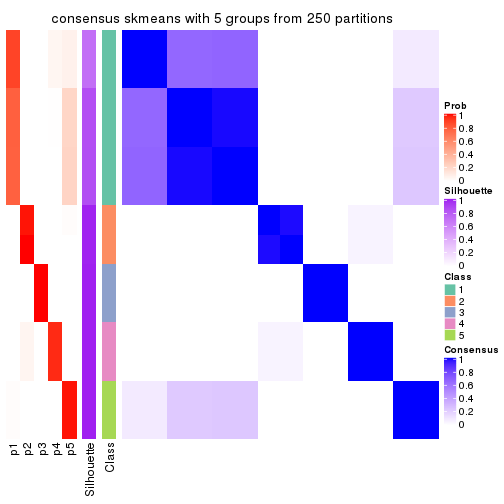 consensus skmeans with 5 groups from 250 partitions
Prob
1
0.8
0.6
0.4
0.2
0
Silhouette
1
0.8
0.6
0.4
0.2
0
Class
1
2
3
4
5
Consensus
1
0.8
0.6
0.4
0.2
0
p1
p2
p3
p4
p5
Silhouette
Class